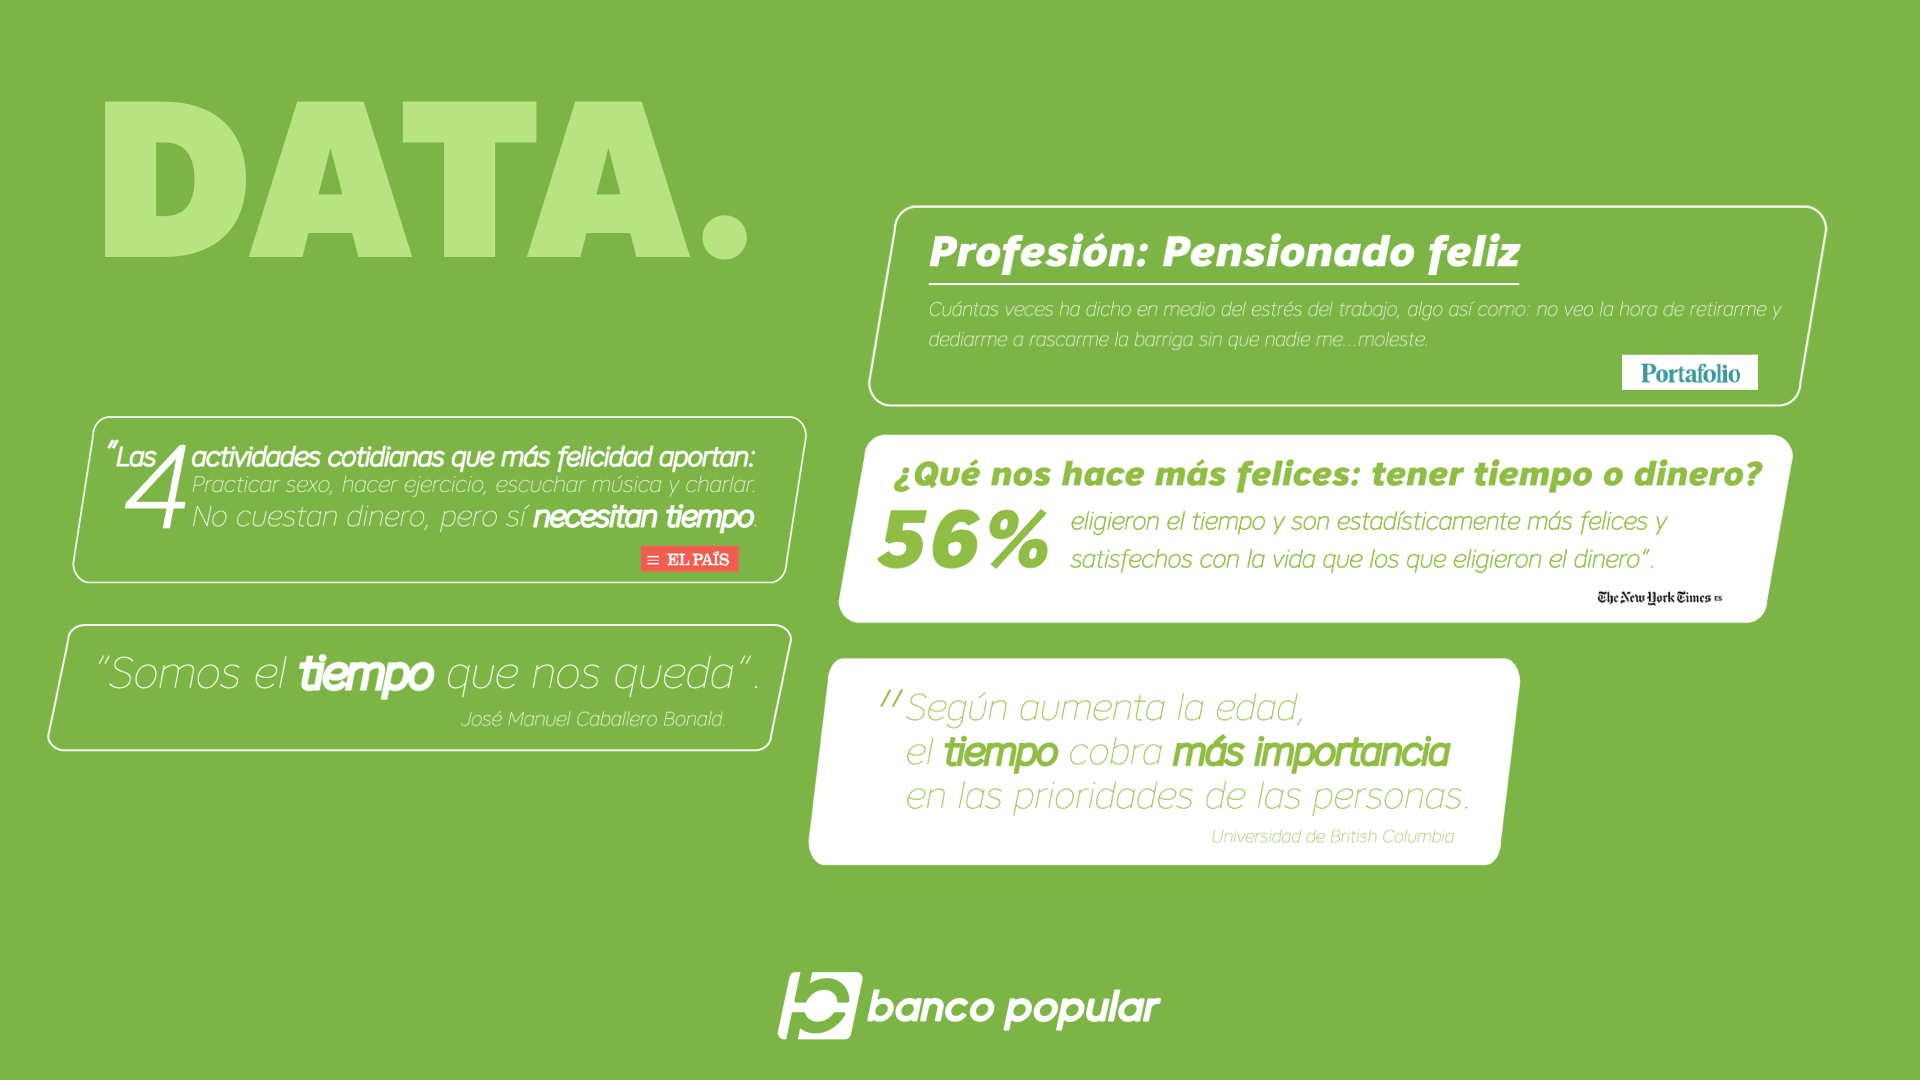 DATA.
Profesión: Pensionado feliz
Cuántas veces ha dicho en medio del estrés del trabajo, algo así como: no veo la hora de retirarme y
dediarme a rascarme la barriga sin que nadie me...moleste.
Portafolio
"Las 4 actividades cotidianas que más felicidad aportan:
Practicar sexo, hacer ejercicio, escuchar música y charlar.
No cuestan dinero, pero sí necesitan tiempo.
EL PAÍS
¿Qué nos hace más felices: tener tiempo o dinero?
56% eligieron el tiempo y son estadísticamente más felices y
satisfechos con la vida que los que eligieron el dinero”.
The New York Times ES
“Somos el tiempo que nos queda”.
José Manuel Caballero Bonald.
“Según aumenta la edad,
el tiempo cobra más importancia
en las prioridades de las personas.
Universidad de British Columbia
banco popular